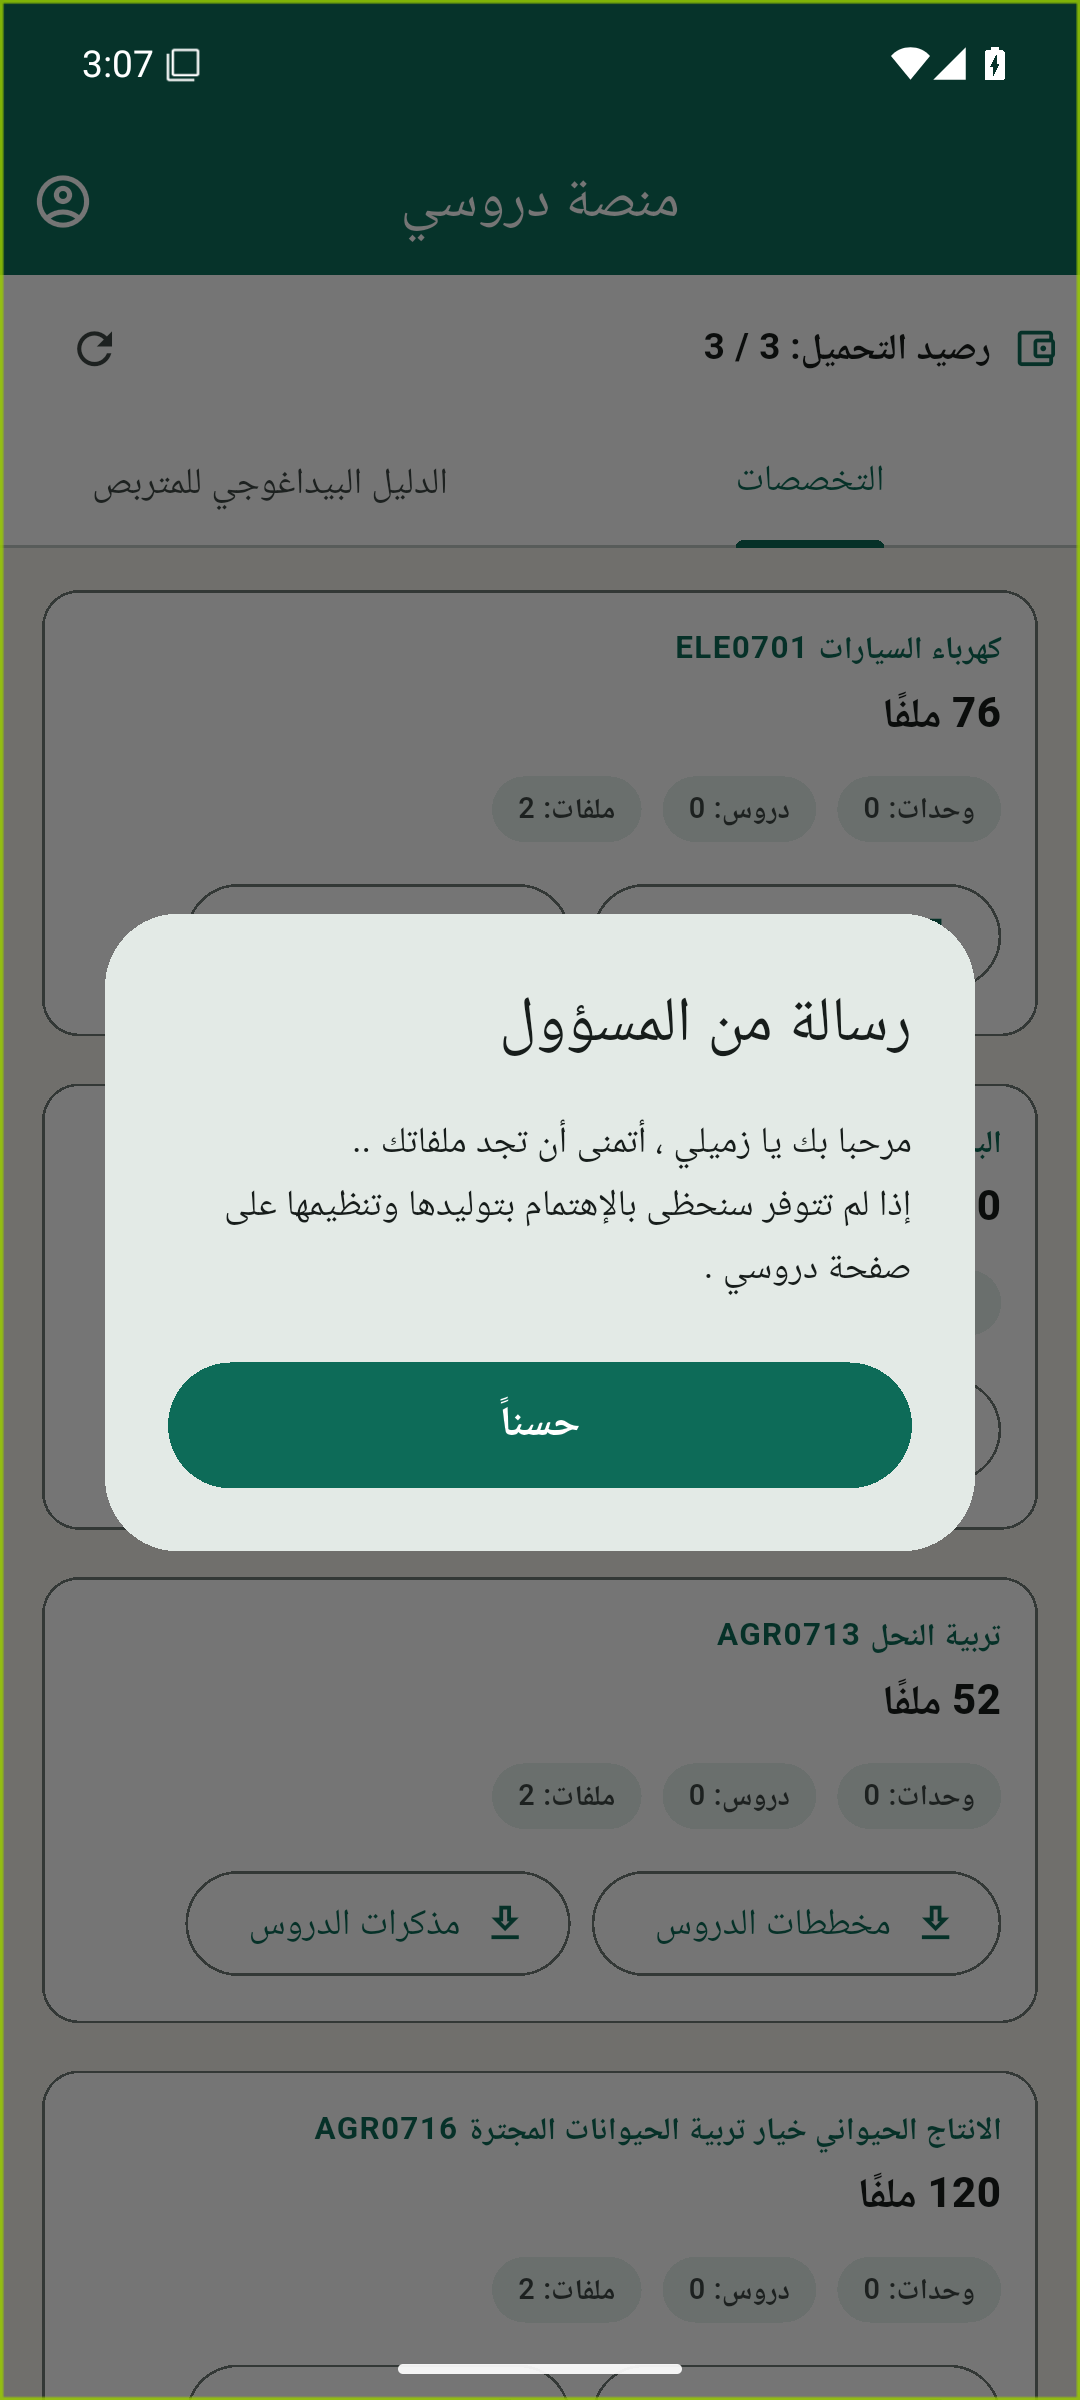 3:07
منصة دروسي
رصيد التحميل: 3 / 3
التخصصات
الدليل البيداغوجي للمتربص
كهرباء السيارات ELE0701
76 ملفًا
وحدات: 0
دروس: 0
ملفات: 2
رسالة من المسؤول
مرحبا بك يا زميلي ، أتمنى أن تجد ملفاتك ..
إذا لم تتوفر سنحظى بالإهتمام بتوليدها وتنظيمها على
صفحة دروسي .
حسناً
تربية النحل AGR0713
52 ملفًا
وحدات: 0
دروس: 0
ملفات: 2
مخططات الدروس
مذكرات الدروس
الانتاج الحيواني خيار تربية الحيوانات المجترة AGR0716
120 ملفًا
وحدات: 0
دروس: 0
ملفات: 2